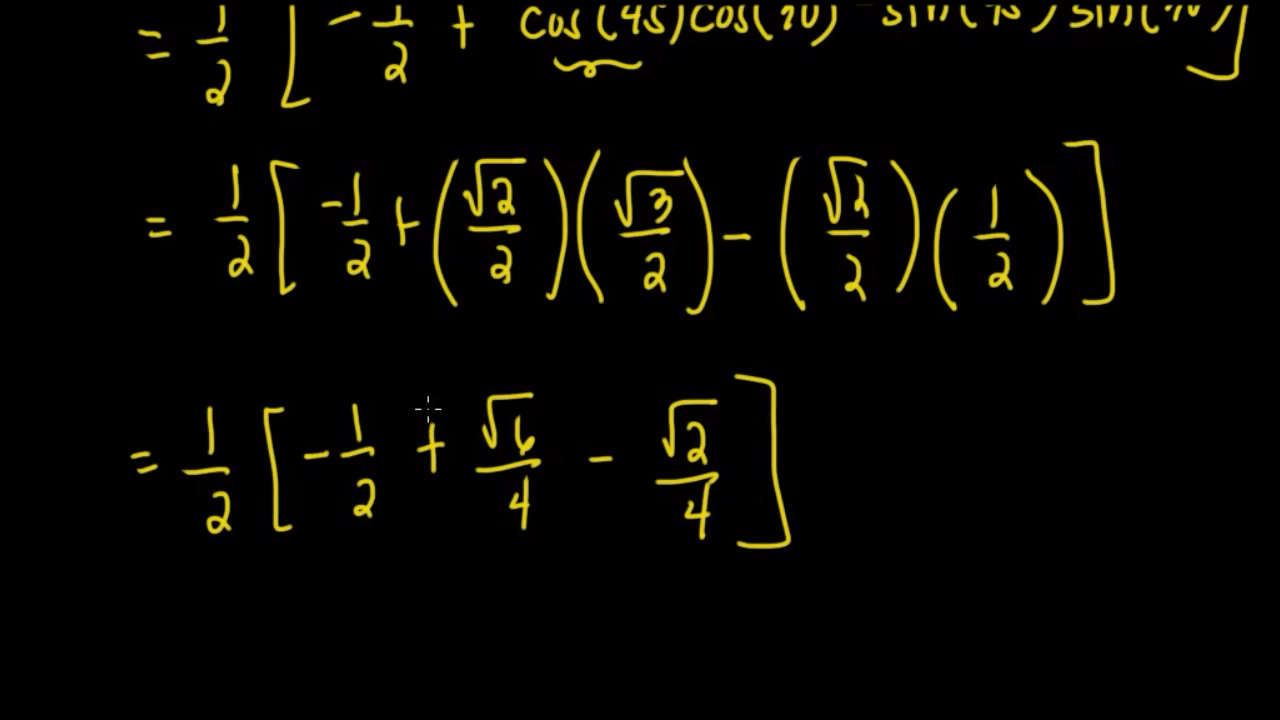 = 1/2 [ -1/2 + cos(45)cos(30) - sin(45) sin(30) ]
= 1/2 [ -1/2 + (√2/2)(√3/2) - (√2/2)(1/2) ]
= 1/2 [ -1/2 + √6/4 - √2/4 ]